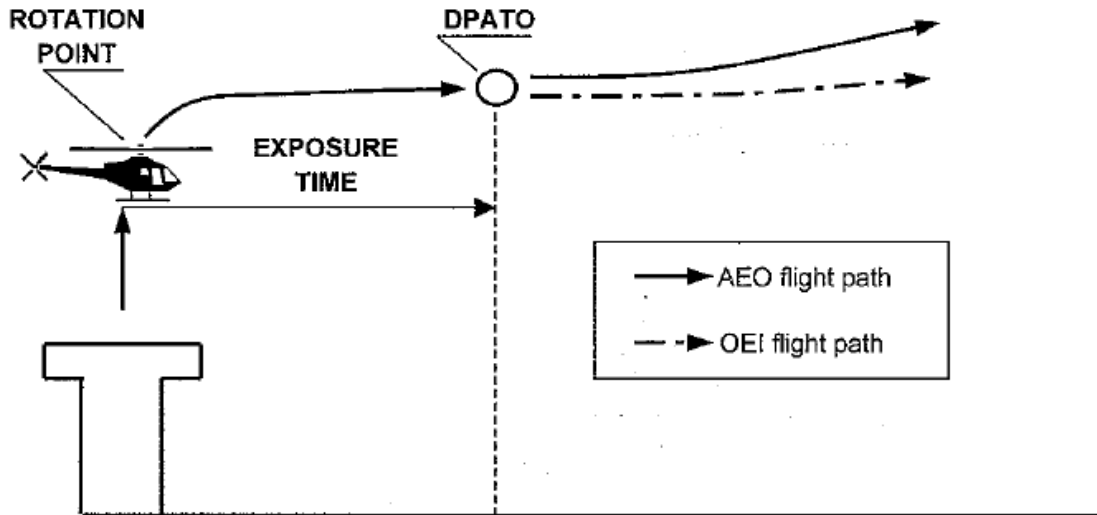 ROTATION
POINT
DPATO
EXPOSURE
TIME
AEO flight path
OEI flight path